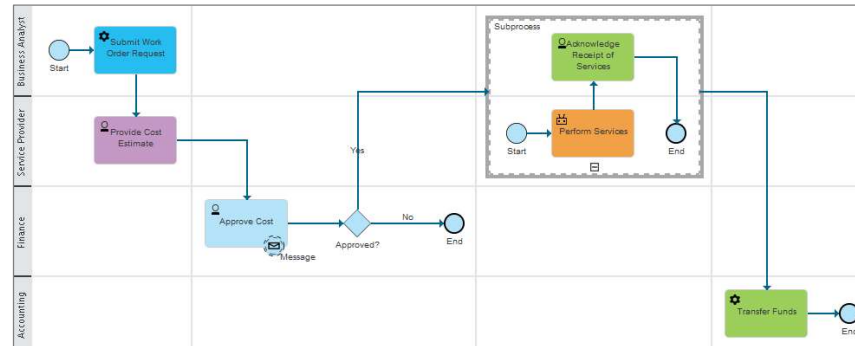 Business Analyst
Start
Submit Work
Order Request
Subprocess
Acknowledge
Receipt of
Services
Service Provider
Provide Cost
Estimate
Yes
Start
Perform Services
End
Finance
Approve Cost
Message
Approved?
No
End
Accounting
Transfer Funds
End